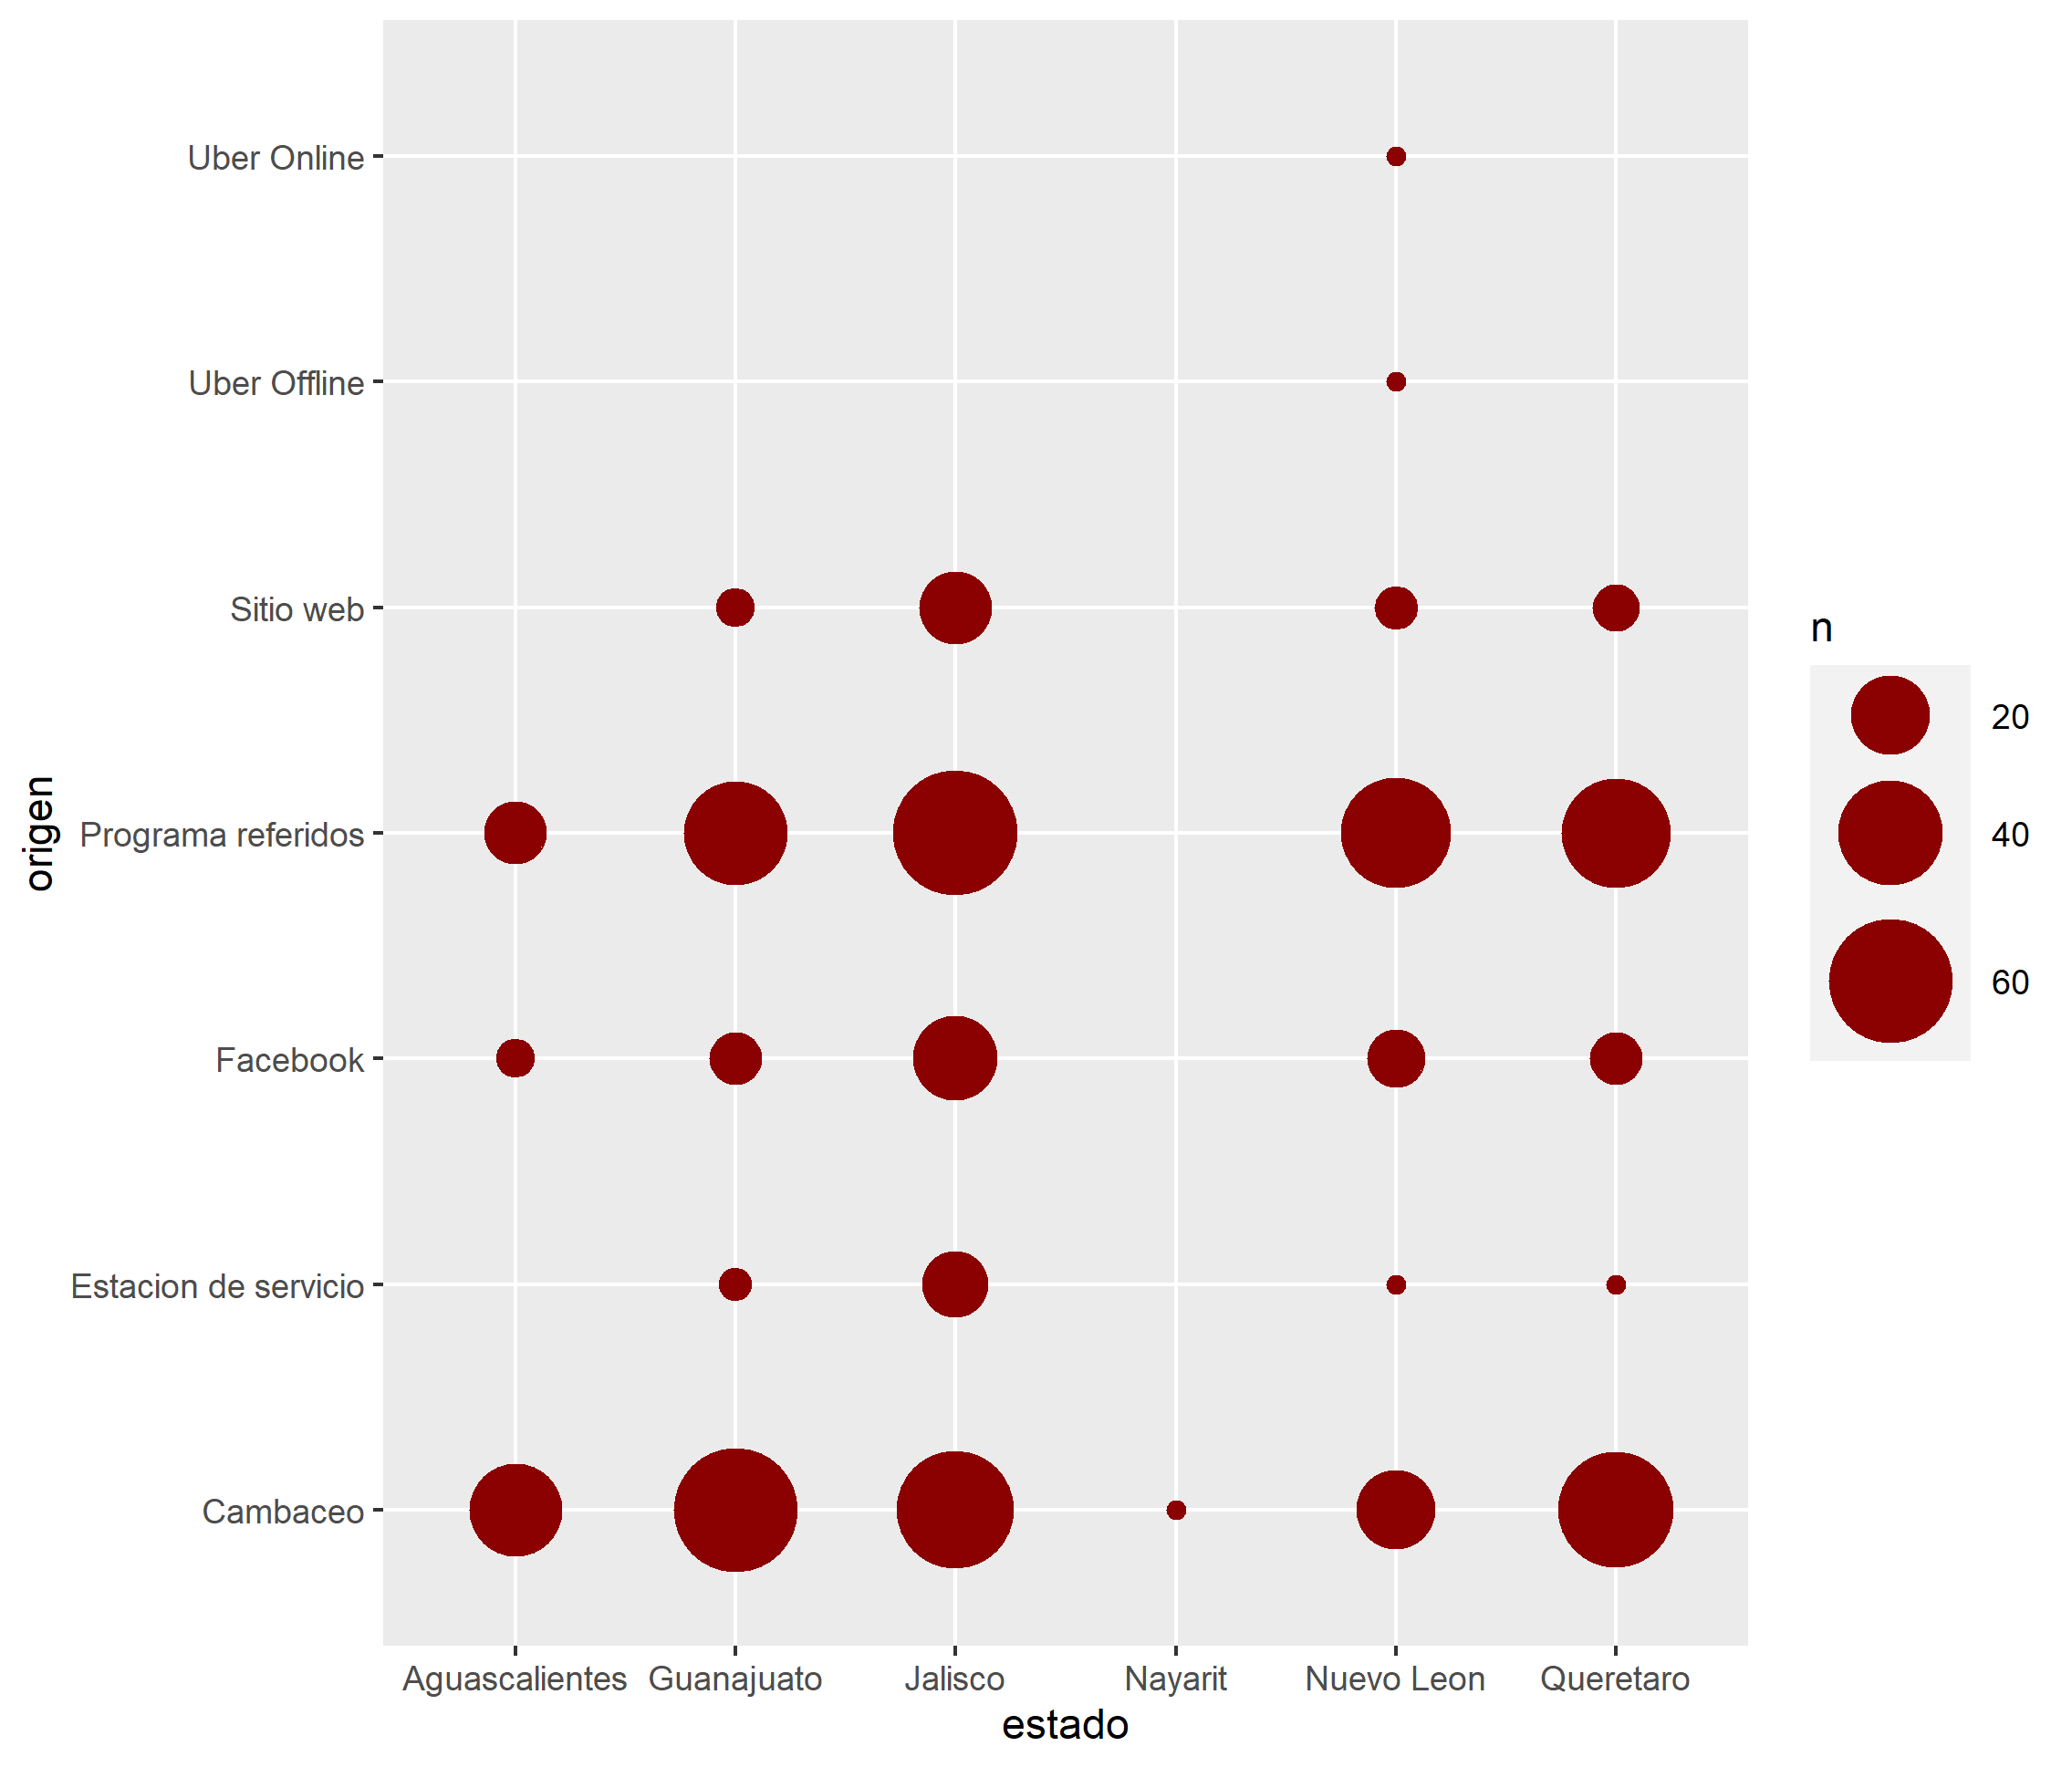 Uber Online
Uber Offline
Sitio web
Programa referidos
Facebook
Estacion de servicio
Cambaceo
origen
Aguascalientes Guanajuato Jalisco Nayarit Nuevo Leon Queretaro
estado
n
20
40
60